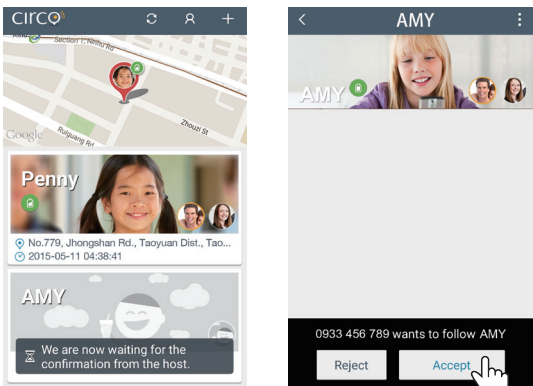 CIRCO
Section 1, Neihu Rd
Ruiguang Rd
Zhouzi St
Google
Penny
No.779, Jhongshan Rd., Taoyuan Dist., Tao...
2015-05-11 04:38:41
AMY
We are now waiting for the
confirmation from the host.
AMY
AMY
0933 456 789 wants to follow AMY
Reject
Accept